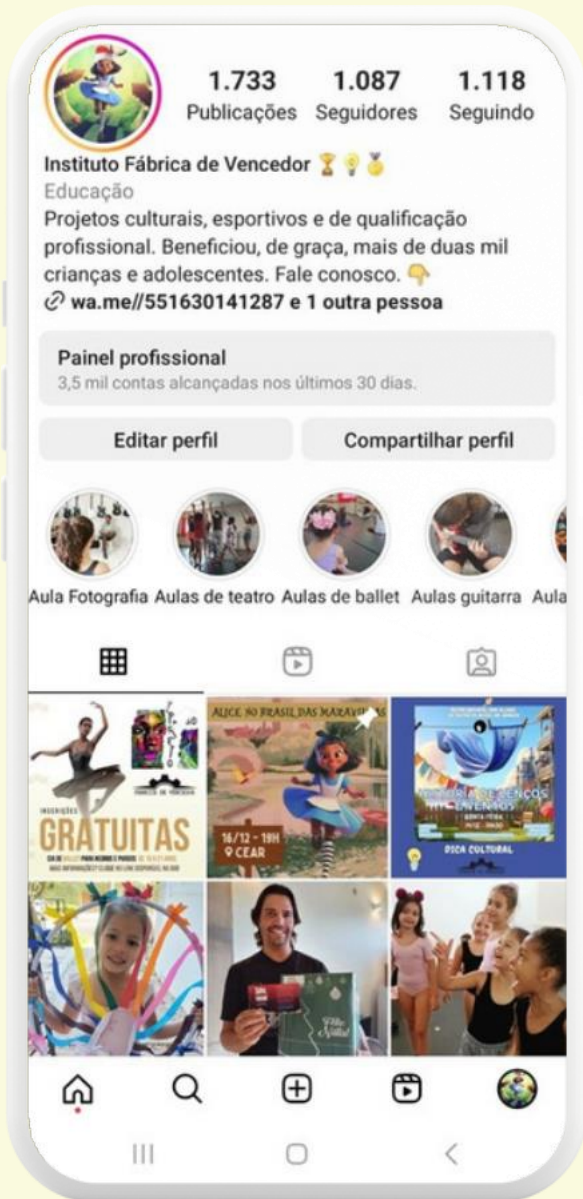 1.733 1.087 1.118
Publicações Seguidores Seguindo
Instituto Fábrica de Vencedor 🏆💡🏅
Educação
Projetos culturais, esportivos e de qualificação
profissional. Beneficiou, de graça, mais de duas mil
crianças e adolescentes. Fale conosco. 👇
wa.me//551630141287 e 1 outra pessoa
Painel profissional
3,5 mil contas alcançadas nos últimos 30 dias.
Editar perfil Compartilhar perfil
Aula Fotografia Aulas de teatro Aulas de ballet Aulas guitarra Aula
INSCRIÇÕES
GRATUITAS
ALICE NO BRASIL DAS MARAVILHAS
16/12 - 19H
CEAR
DICA CULTURAL
Feliz
Natal!